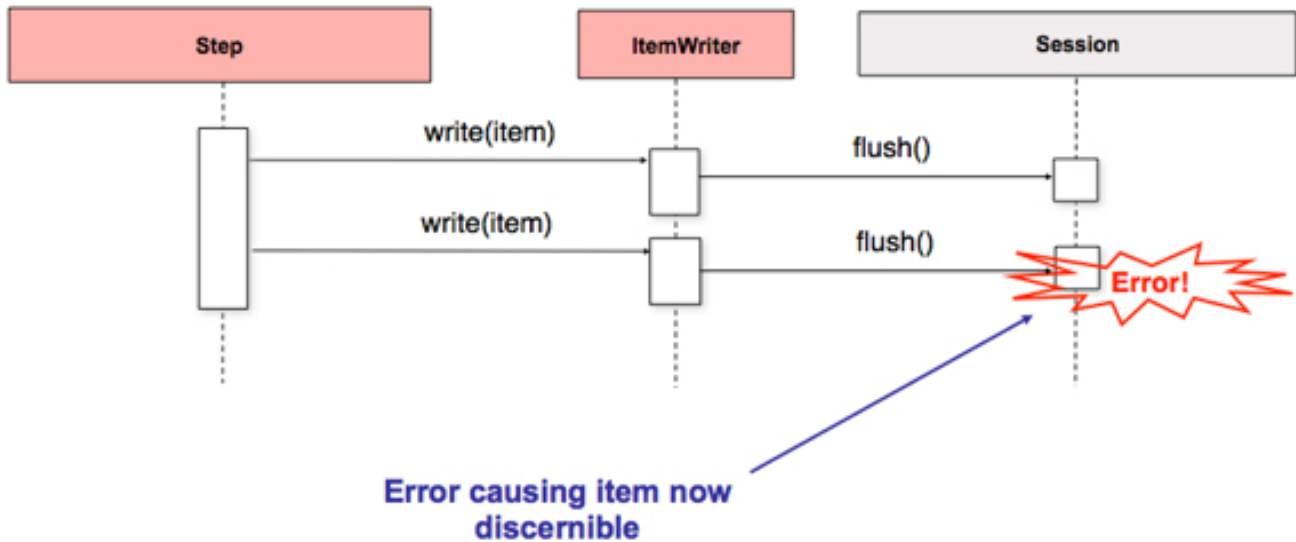 Step
ItemWriter
Session
write(item)
flush()
write(item)
flush()
Error!
Error causing item now
discernible